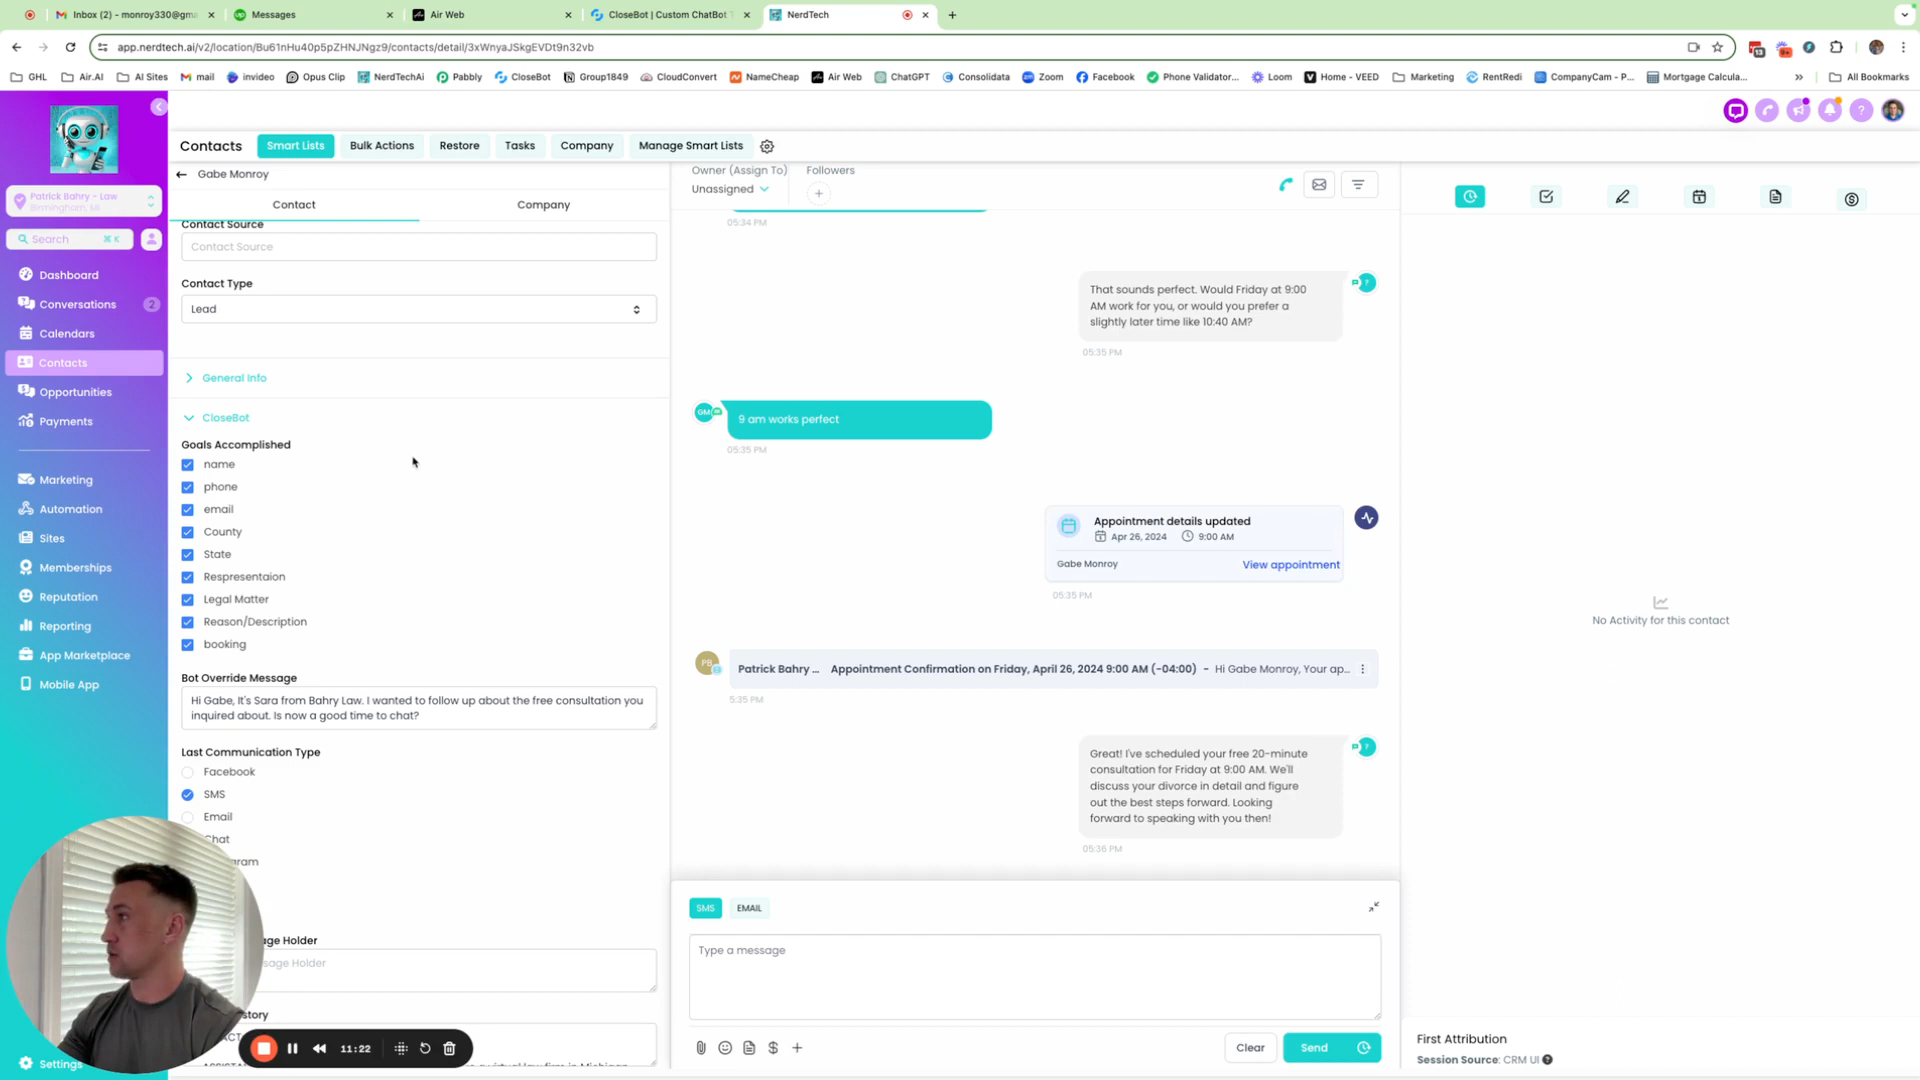 Inbox (2) - monroy330@gma
Messages
Air Web
CloseBot | Custom ChatBot T
NerdTech
app.nerdtech.ai/v2/location/Bu61nHu40p5pZHNJNgz9/contacts/detail/3xWnyaJSkgEVDt9n32vb
GHL
Air.AI
AI Sites
mail
invideo
Opus Clip
NerdTechAi
Pabbly
CloseBot
Group1849
CloudConvert
NameCheap
Air Web
ChatGPT
Consolidata
Zoom
Facebook
Phone Validator...
Loom
Home - VEED
Marketing
RentRedi
CompanyCam - P...
Mortgage Calcula...
All Bookmarks
Patrick Bahry - Law
Birmingham, MI
Search
⌘ K
Dashboard
Conversations
2
Calendars
Contacts
Opportunities
Payments
Marketing
Automation
Sites
Memberships
Reputation
Reporting
App Marketplace
Mobile App
Settings
Contacts
Smart Lists
Bulk Actions
Restore
Tasks
Company
Manage Smart Lists
Gabe Monroy
Contact
Company
Contact Source
Contact Source
Contact Type
Lead
General Info
CloseBot
Goals Accomplished
name
phone
email
County
State
Respresentaion
Legal Matter
Reason/Description
booking
Bot Override Message
Hi Gabe, It's Sara from Bahry Law. I wanted to follow up about the free consultation you
inquired about. Is now a good time to chat?
Last Communication Type
Facebook
SMS
Email
Chat
11:22
Owner (Assign To)
Unassigned
Followers
05:34 PM
That sounds perfect. Would Friday at 9:00
AM work for you, or would you prefer a
slightly later time like 10:40 AM?
05:35 PM
GM
9 am works perfect
05:35 PM
Appointment details updated
Apr 26, 2024
9:00 AM
Gabe Monroy
View appointment
05:35 PM
PB
Patrick Bahry ...
Appointment Confirmation on Friday, April 26, 2024 9:00 AM (-04:00) - Hi Gabe Monroy, Your ap...
5:35 PM
Great! I've scheduled your free 20-minute
consultation for Friday at 9:00 AM. We'll
discuss your divorce in detail and figure
out the best steps forward. Looking
forward to speaking with you then!
05:36 PM
SMS
EMAIL
Type a message
Clear
Send
No Activity for this contact
First Attribution
Session Source: CRM UI